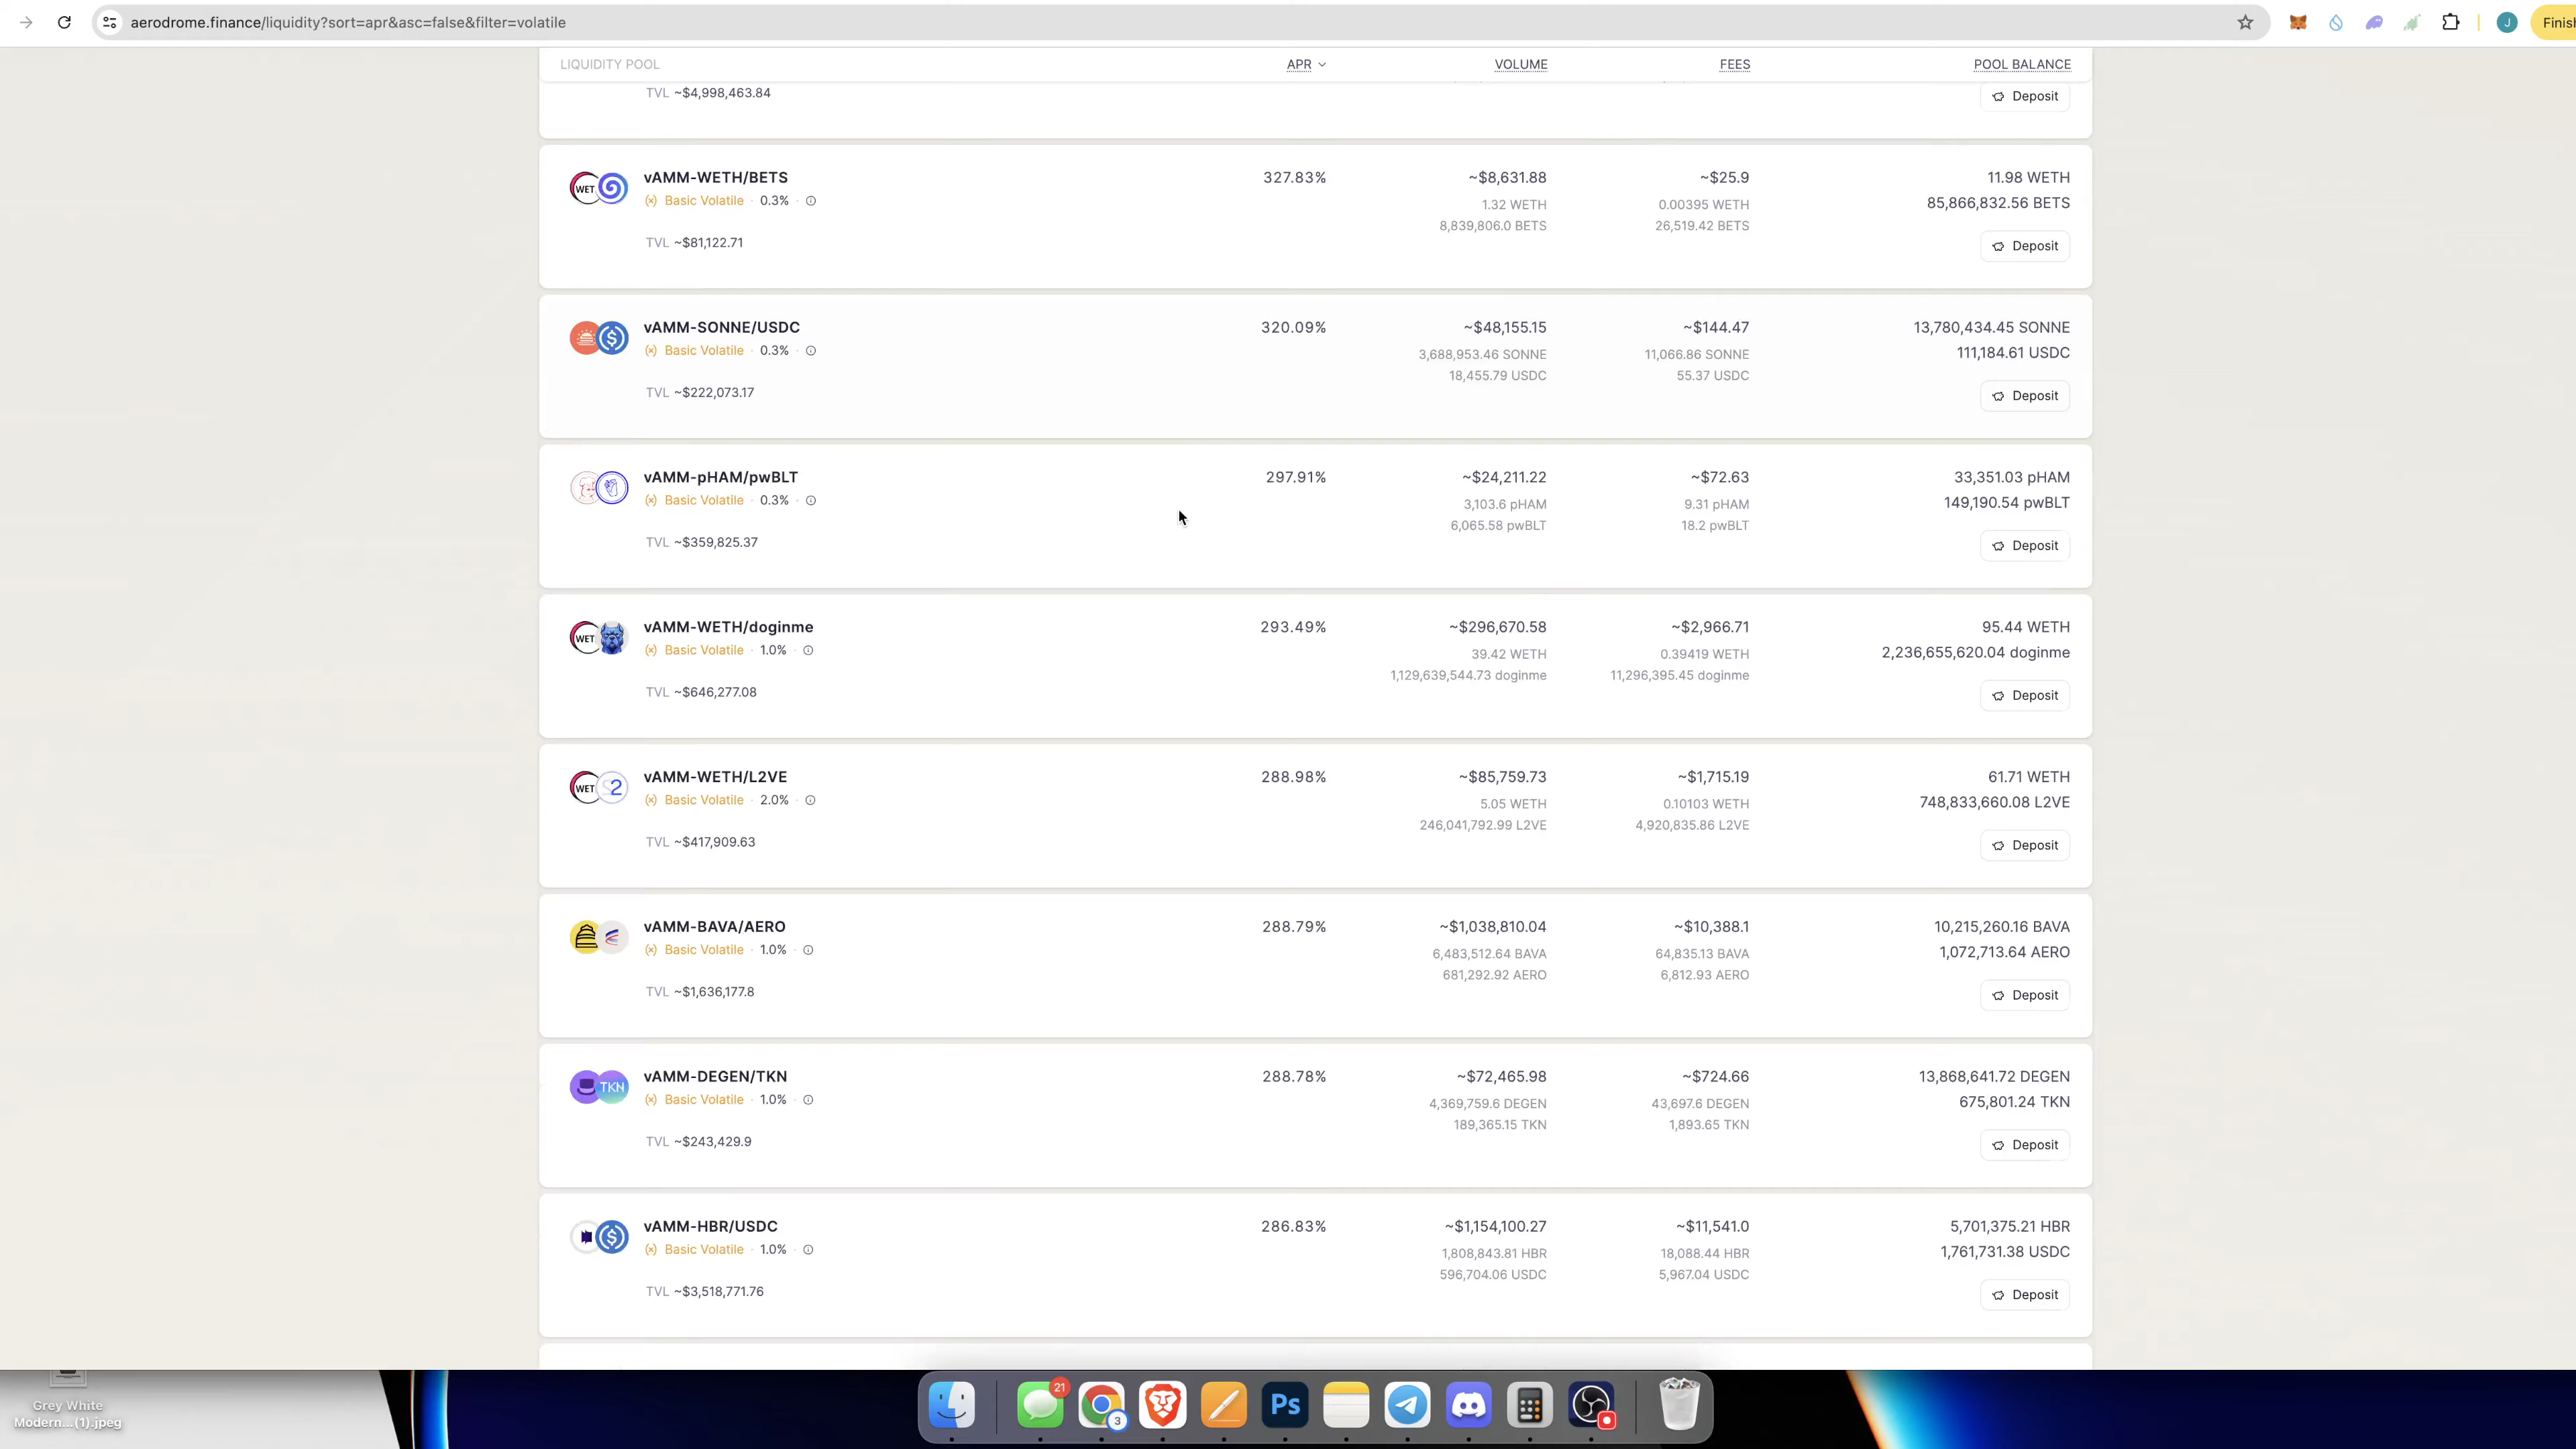 aerodrome.finance/liquidity?sort=apr&asc=false&filter=volatile
J
Finish
LIQUIDITY POOL APR VOLUME FEES POOL BALANCE
TVL ~$4,998,463.84
Deposit
WET
vAMM-WETH/BETS 327.83% ~$8,631.88 ~$25.9 11.98 WETH
Basic Volatile · 0.3% 1.32 WETH 0.00395 WETH 85,866,832.56 BETS
8,839,806.0 BETS 26,519.42 BETS
TVL ~$81,122.71 Deposit
vAMM-SONNE/USDC 320.09% ~$48,155.15 ~$144.47 13,780,434.45 SONNE
Basic Volatile · 0.3% 3,688,953.46 SONNE 11,066.86 SONNE 111,184.61 USDC
18,455.79 USDC 55.37 USDC
TVL ~$222,073.17 Deposit
vAMM-pHAM/pwBLT 297.91% ~$24,211.22 ~$72.63 33,351.03 pHAM
Basic Volatile · 0.3% 3,103.6 pHAM 9.31 pHAM 149,190.54 pwBLT
6,065.58 pwBLT 18.2 pwBLT
TVL ~$359,825.37 Deposit
WET
vAMM-WETH/doginme 293.49% ~$296,670.58 ~$2,966.71 95.44 WETH
Basic Volatile · 1.0% 39.42 WETH 0.39419 WETH 2,236,655,620.04 doginme
1,129,639,544.73 doginme 11,296,395.45 doginme
TVL ~$646,277.08 Deposit
WET 2
vAMM-WETH/L2VE 288.98% ~$85,759.73 ~$1,715.19 61.71 WETH
Basic Volatile · 2.0% 5.05 WETH 0.10103 WETH 748,833,660.08 L2VE
246,041,792.99 L2VE 4,920,835.86 L2VE
TVL ~$417,909.63 Deposit
vAMM-BAVA/AERO 288.79% ~$1,038,810.04 ~$10,388.1 10,215,260.16 BAVA
Basic Volatile · 1.0% 6,483,512.64 BAVA 64,835.13 BAVA 1,072,713.64 AERO
681,292.92 AERO 6,812.93 AERO
TVL ~$1,636,177.8 Deposit
TKN
vAMM-DEGEN/TKN 288.78% ~$72,465.98 ~$724.66 13,868,641.72 DEGEN
Basic Volatile · 1.0% 4,369,759.6 DEGEN 43,697.6 DEGEN 675,801.24 TKN
189,365.15 TKN 1,893.65 TKN
TVL ~$243,429.9 Deposit
vAMM-HBR/USDC 286.83% ~$1,154,100.27 ~$11,541.0 5,701,375.21 HBR
Basic Volatile · 1.0% 1,808,843.81 HBR 18,088.44 HBR 1,761,731.38 USDC
596,704.06 USDC 5,967.04 USDC
TVL ~$3,518,771.76 Deposit
21
3
Ps
Grey White
Modern...(1).jpeg